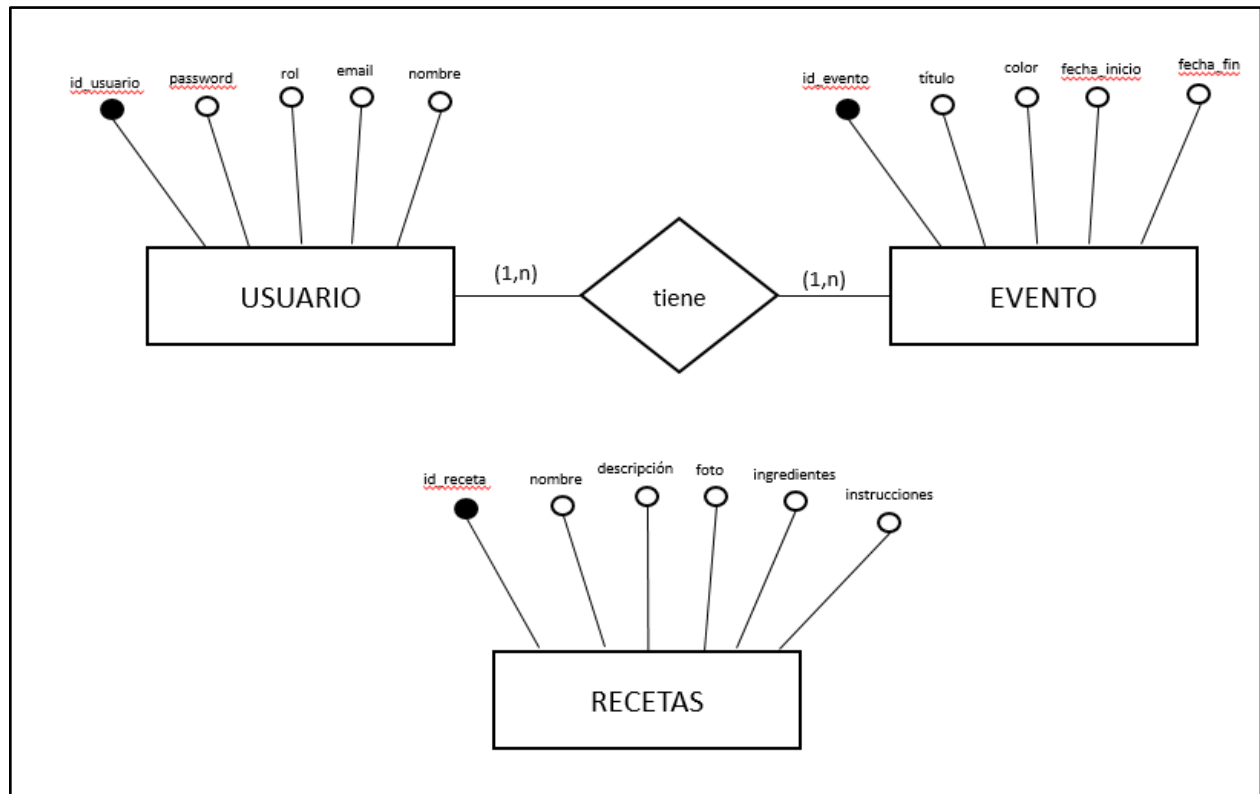 id_usuario
password
rol
email
nombre
id_evento
título
color
fecha_inicio
fecha_fin
USUARIO
(1,n)
tiene
(1,n)
EVENTO
id_receta
nombre
descripción
foto
ingredientes
instrucciones
RECETAS